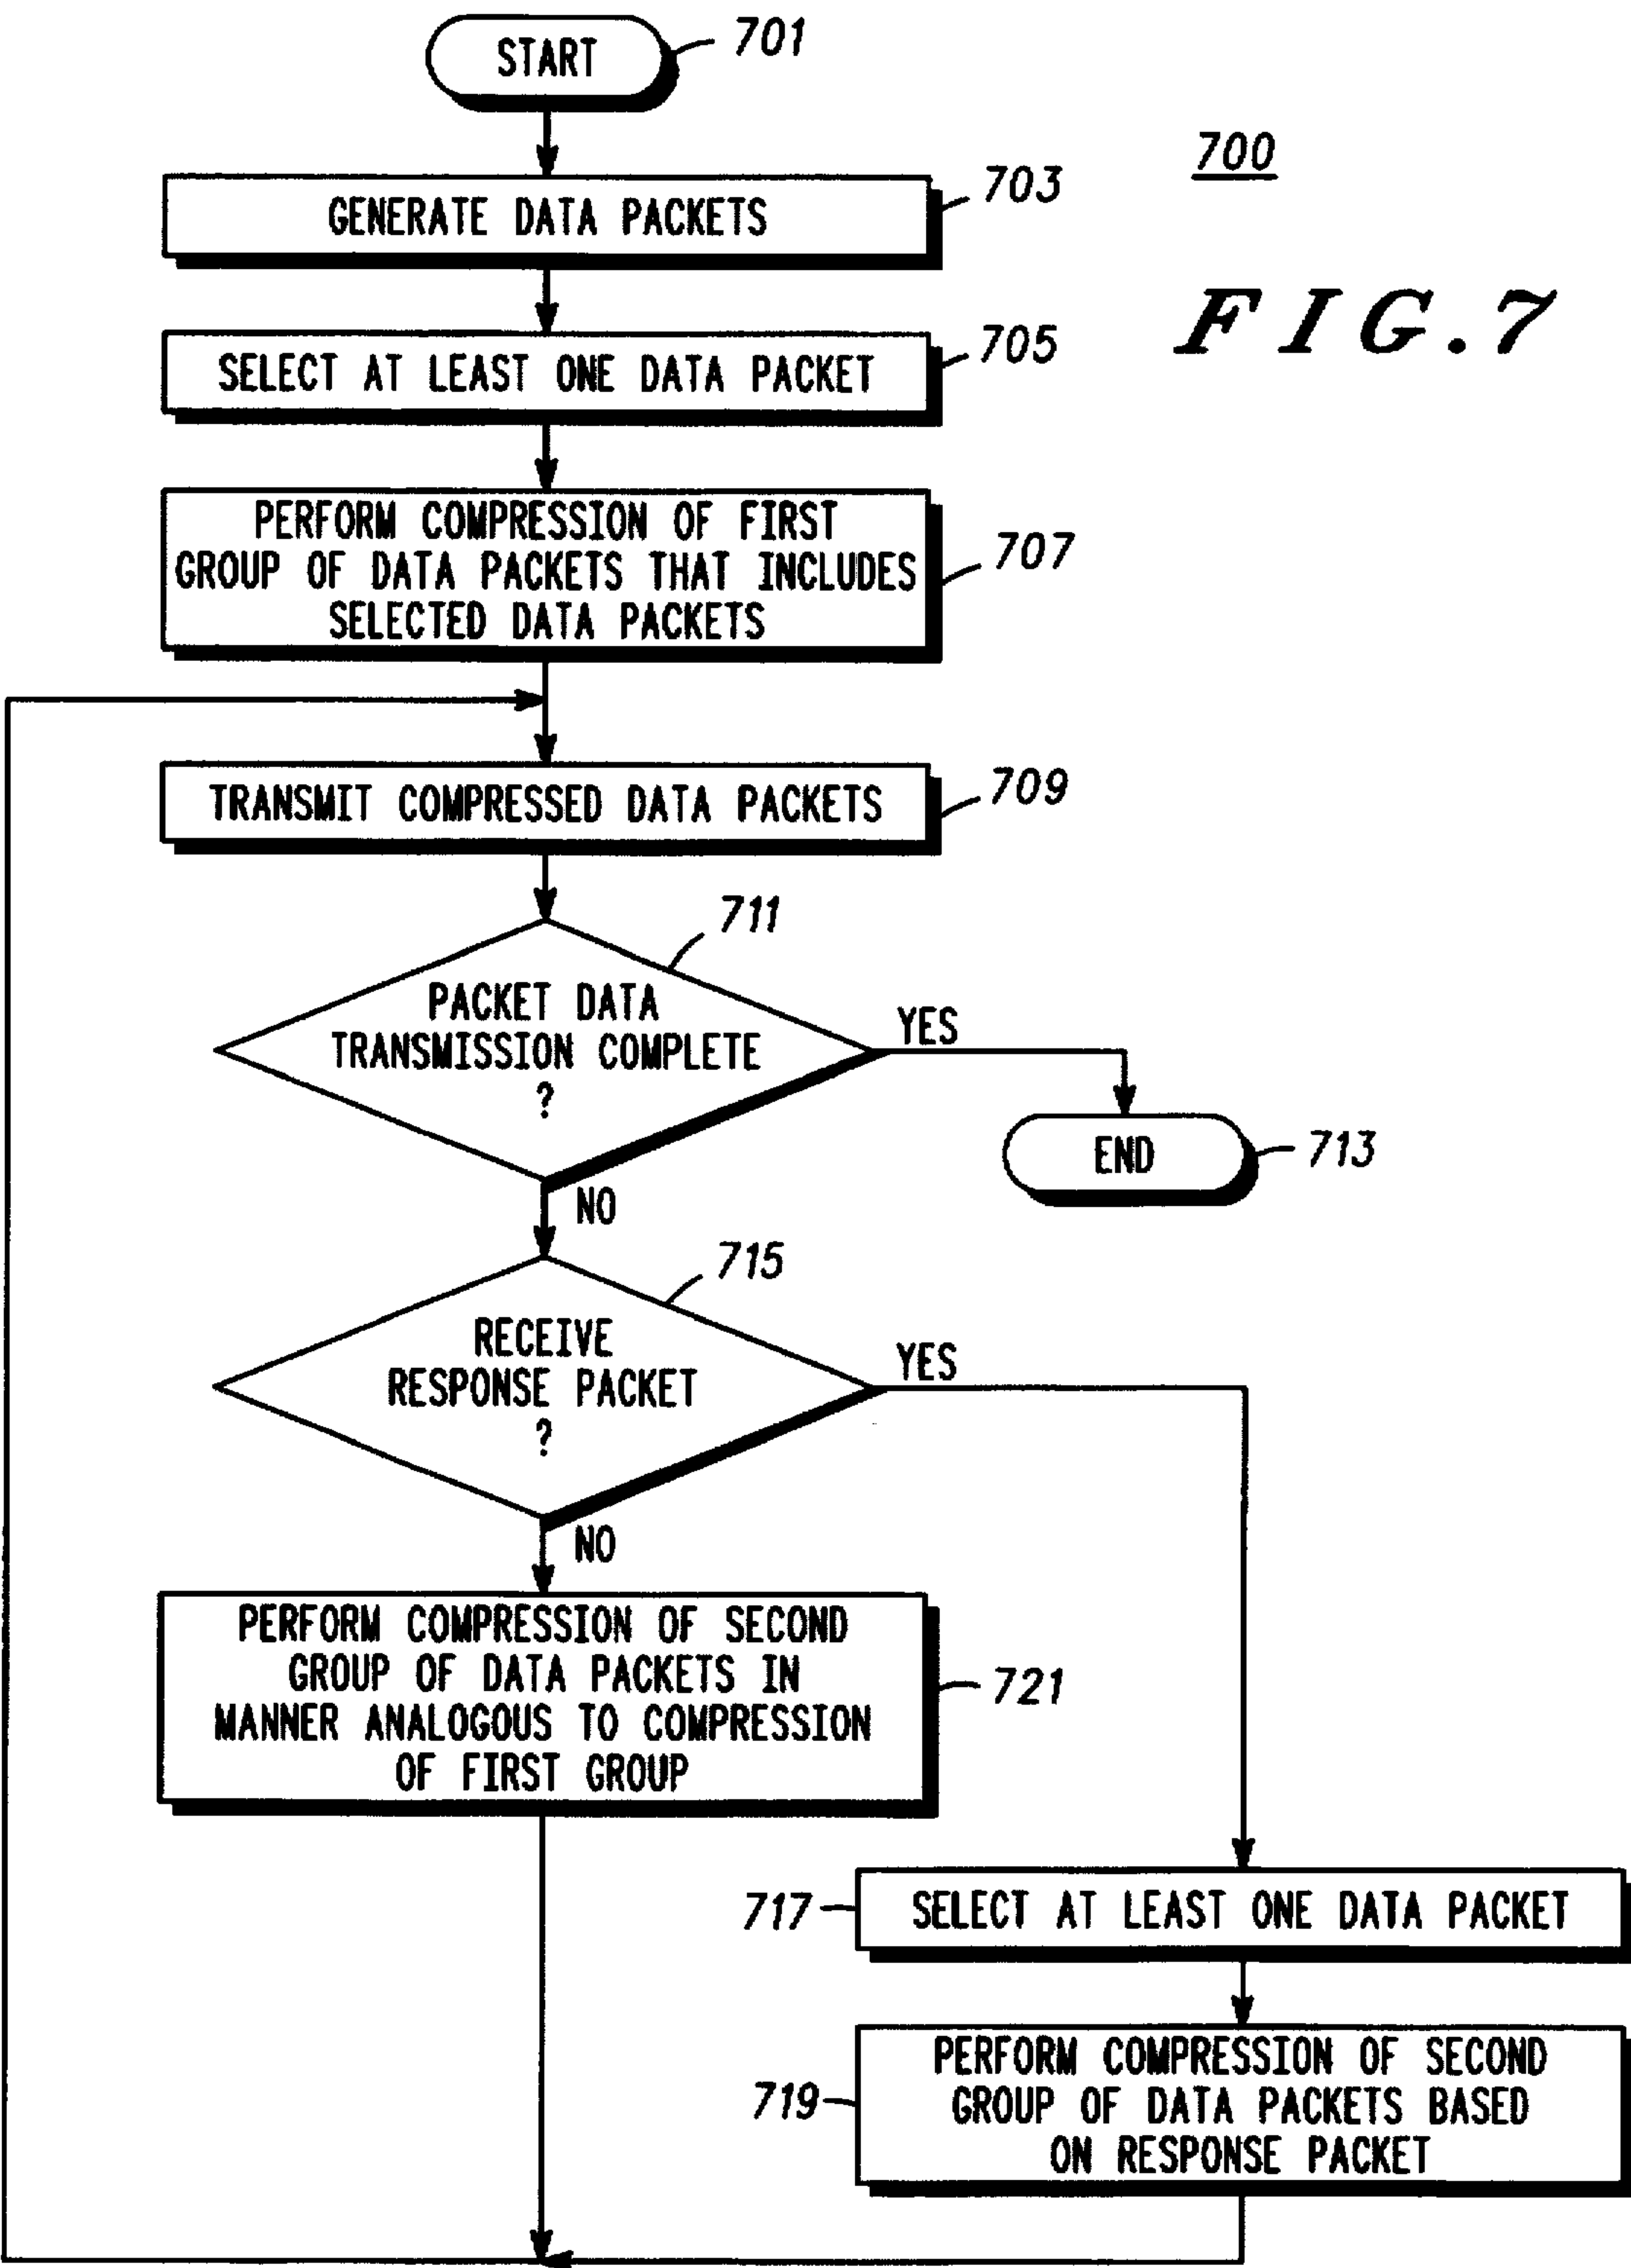 START
701
700
GENERATE DATA PACKETS
703
FIG. 7
SELECT AT LEAST ONE DATA PACKET
705
PERFORM COMPRESSION OF FIRST
GROUP OF DATA PACKETS THAT INCLUDES
SELECTED DATA PACKETS
707
TRANSMIT COMPRESSED DATA PACKETS
709
711
PACKET DATA
TRANSMISSION COMPLETE
?
YES
END
713
NO
715
RECEIVE
RESPONSE PACKET
?
YES
NO
PERFORM COMPRESSION OF SECOND
GROUP OF DATA PACKETS IN
MANNER ANALOGOUS TO COMPRESSION
OF FIRST GROUP
721
717
SELECT AT LEAST ONE DATA PACKET
719
PERFORM COMPRESSION OF SECOND
GROUP OF DATA PACKETS BASED
ON RESPONSE PACKET